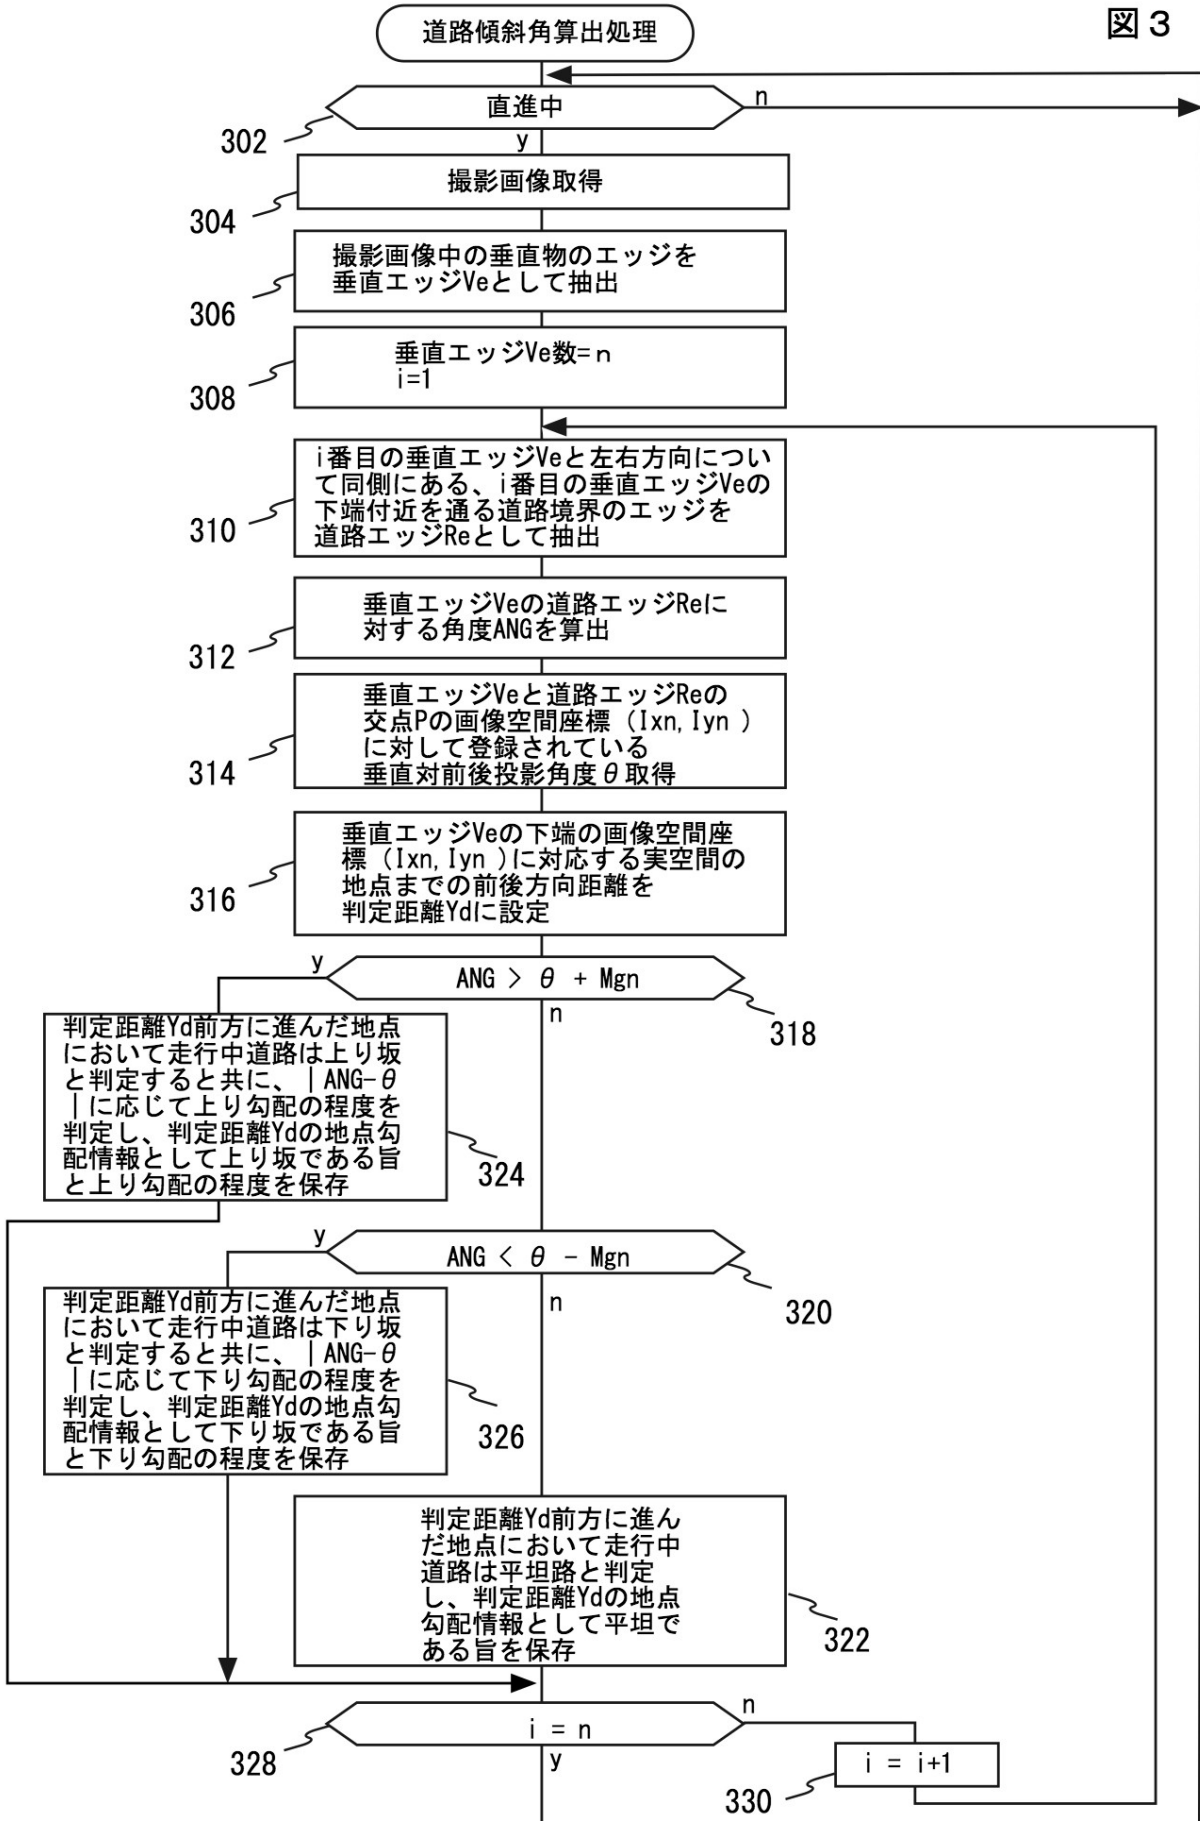 図３
道路傾斜角算出処理
直進中
n
302
y
撮影画像取得
304
撮影画像中の垂直物のエッジを
垂直エッジVeとして抽出
306
垂直エッジVe数=ｎ
i=1
308
i番目の垂直エッジVeと左右方向につい
て同側にある、i番目の垂直エッジVeの
下端付近を通る道路境界のエッジを
道路エッジReとして抽出
310
垂直エッジVeの道路エッジReに
対する角度ANGを算出
312
垂直エッジVeと道路エッジReの
交点Pの画像空間座標（Ixn,Iyn ）
に対して登録されている
垂直対前後投影角度θ取得
314
垂直エッジVeの下端の画像空間座
標（Ixn,Iyn ）に対応する実空間の
地点までの前後方向距離を
判定距離Ydに設定
316
y
ANG > θ + Mgn
n
318
判定距離Yd前方に進んだ地点
において走行中道路は上り坂
と判定すると共に、｜ANG-θ
｜に応じて上り勾配の程度を
判定し、判定距離Ydの地点勾
配情報として上り坂である旨
と上り勾配の程度を保存
324
y
ANG < θ - Mgn
n
320
判定距離Yd前方に進んだ地点
において走行中道路は下り坂
と判定すると共に、｜ANG-θ
｜に応じて下り勾配の程度を
判定し、判定距離Ydの地点勾
配情報として下り坂である旨
と下り勾配の程度を保存
326
判定距離Yd前方に進ん
だ地点において走行中
道路は平坦路と判定
し、判定距離Ydの地点
勾配情報として平坦で
ある旨を保存
322
i = n
n
328
y
i = i+1
330